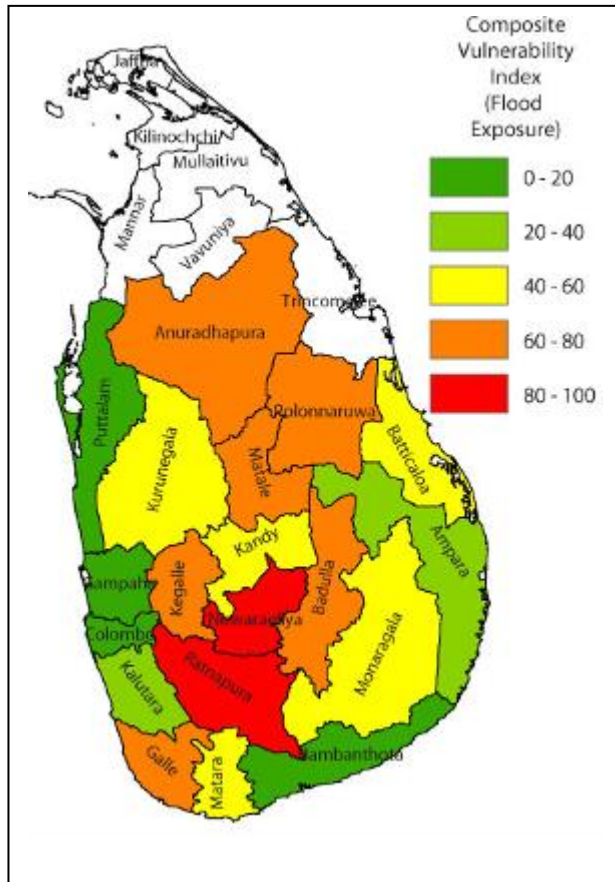 Composite
Vulnerability
Index
(Flood
Exposure)
0 - 20
20 - 40
40 - 60
60 - 80
80 - 100
Jaffna
Kilinochchi
Mullaitivu
Mannar
Vavuniya
Trincomalee
Anuradhapura
Polonnaruwa
Puttalam
Batticaloa
Kurunegala
Matale
Ampara
Kandy
Kegalle
Badulla
Gampaha
Nuwaraeliya
Colombo
Monaragala
Ratnapura
Kalutara
Hambanthota
Galle
Matara